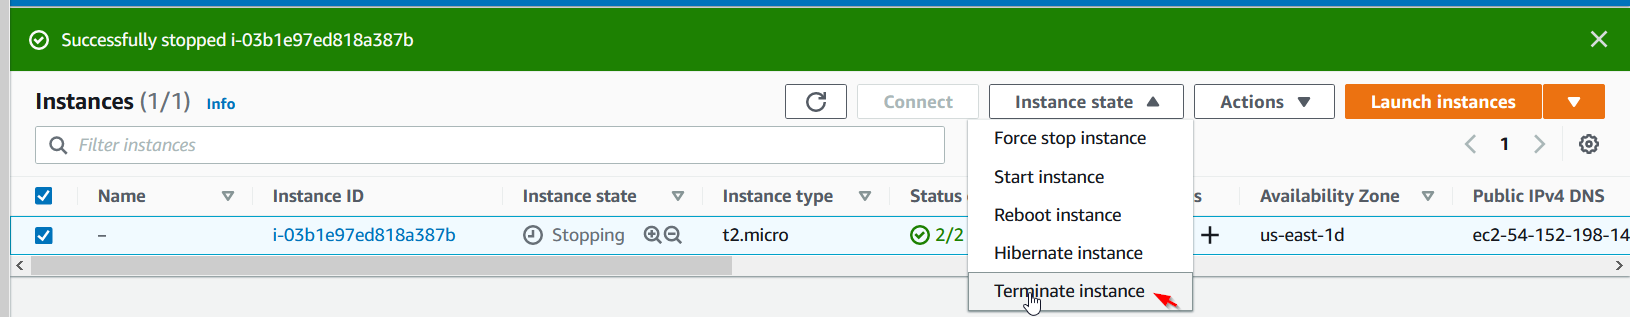 Successfully stopped i-03b1e97ed818a387b
Instances (1/1) Info
Connect
Instance state
Actions
Launch instances
Filter instances
1
Force stop instance
Start instance
Reboot instance
Hibernate instance
Terminate instance
Name
Instance ID
Instance state
Instance type
Status
s
Availability Zone
Public IPv4 DNS
–
i-03b1e97ed818a387b
Stopping
t2.micro
2/2
us-east-1d
ec2-54-152-198-14